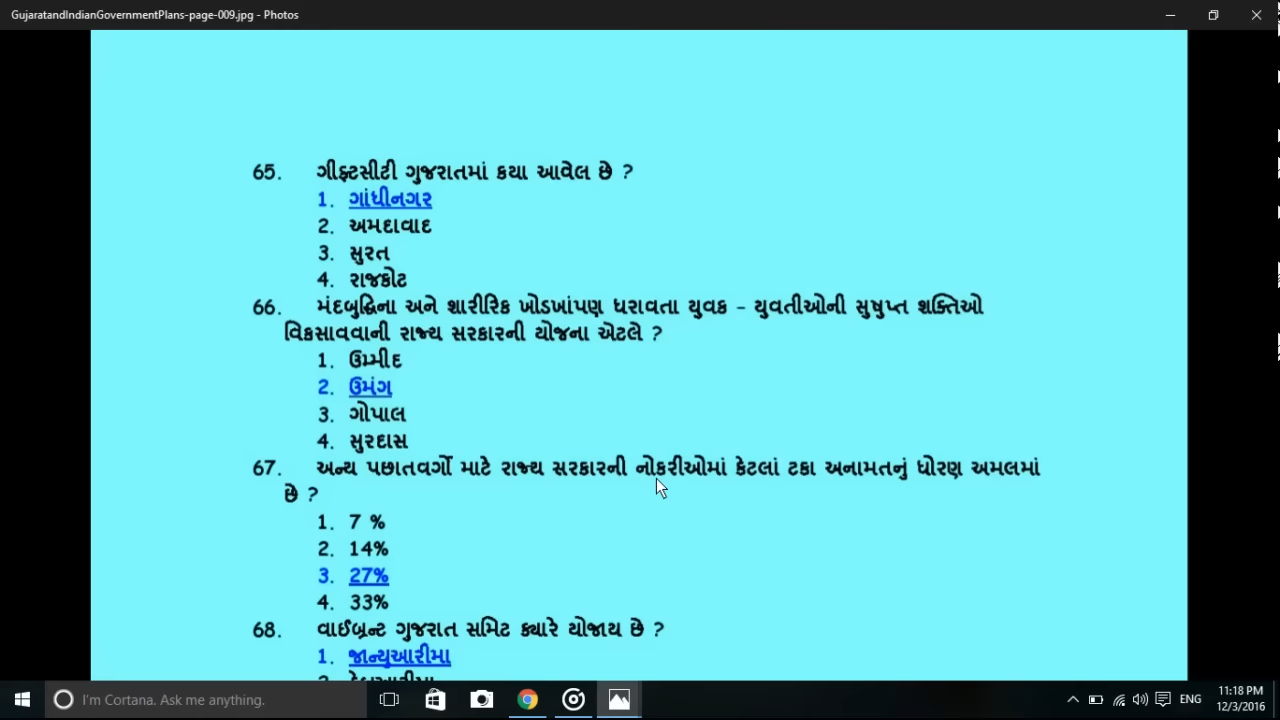 GujaratandIndianGovernmentPlans-page-009.jpg - Photos
65. ગીફ્ટસીટી ગુજરાતમાં કયા આવેલ છે ?
1. ગાંધીનગર
2. અમદાવાદ
3. સુરત
4. રાજકોટ
66. મંદબુદ્ધિના અને શારીરિક ખોડખાંપણ ધરાવતા યુવક - યુવતીઓની સુષુપ્ત શક્તિઓ
વિકસાવવાની રાજ્ય સરકારની યોજના એટલે ?
1. ઉમ્મીદ
2. ઉમંગ
3. ગોપાલ
4. સુરદાસ
67. અન્ય પછાતવર્ગો માટે રાજ્ય સરકારની નોકરીઓમાં કેટલાં ટકા અનામતનું ધોરણ અમલમાં
છે ?
1. 7 %
2. 14%
3. 27%
4. 33%
68. વાઈબ્રન્ટ ગુજરાત સમિટ ક્યારે યોજાય છે ?
1. જાન્યુઆરીમા
I'm Cortana. Ask me anything.
ENG
11:18 PM
12/3/2016